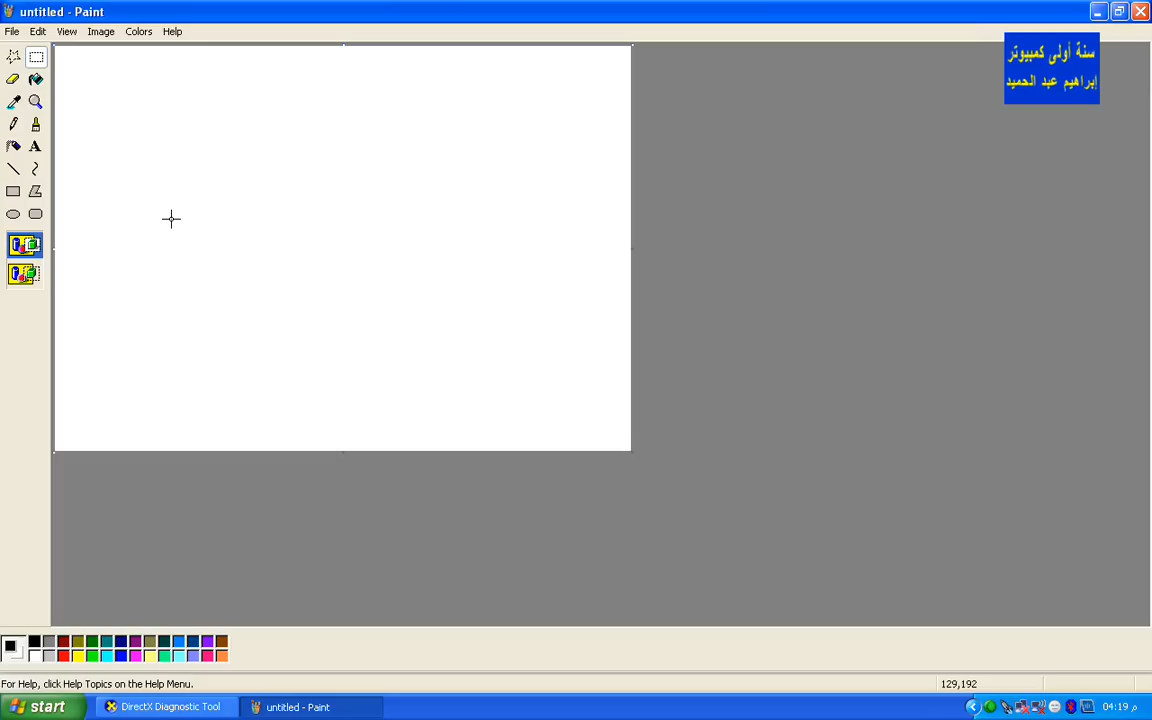 untitled - Paint
File Edit View Image Colors Help
سنة أولى كمبيوتر
إبراهيم عبد الحميد
A
For Help, click Help Topics on the Help Menu.
129,192
start
DirectX Diagnostic Tool
untitled - Paint
04:19 م